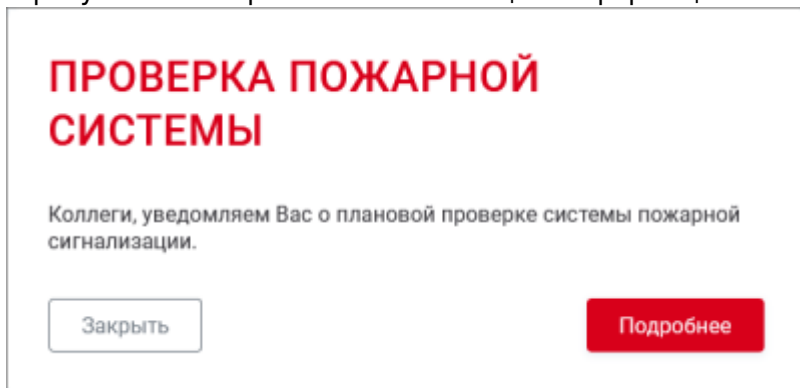 ПРОВЕРКА ПОЖАРНОЙ
СИСТЕМЫ
Коллеги, уведомляем Вас о плановой проверке системы пожарной
сигнализации.
Закрыть
Подробнее